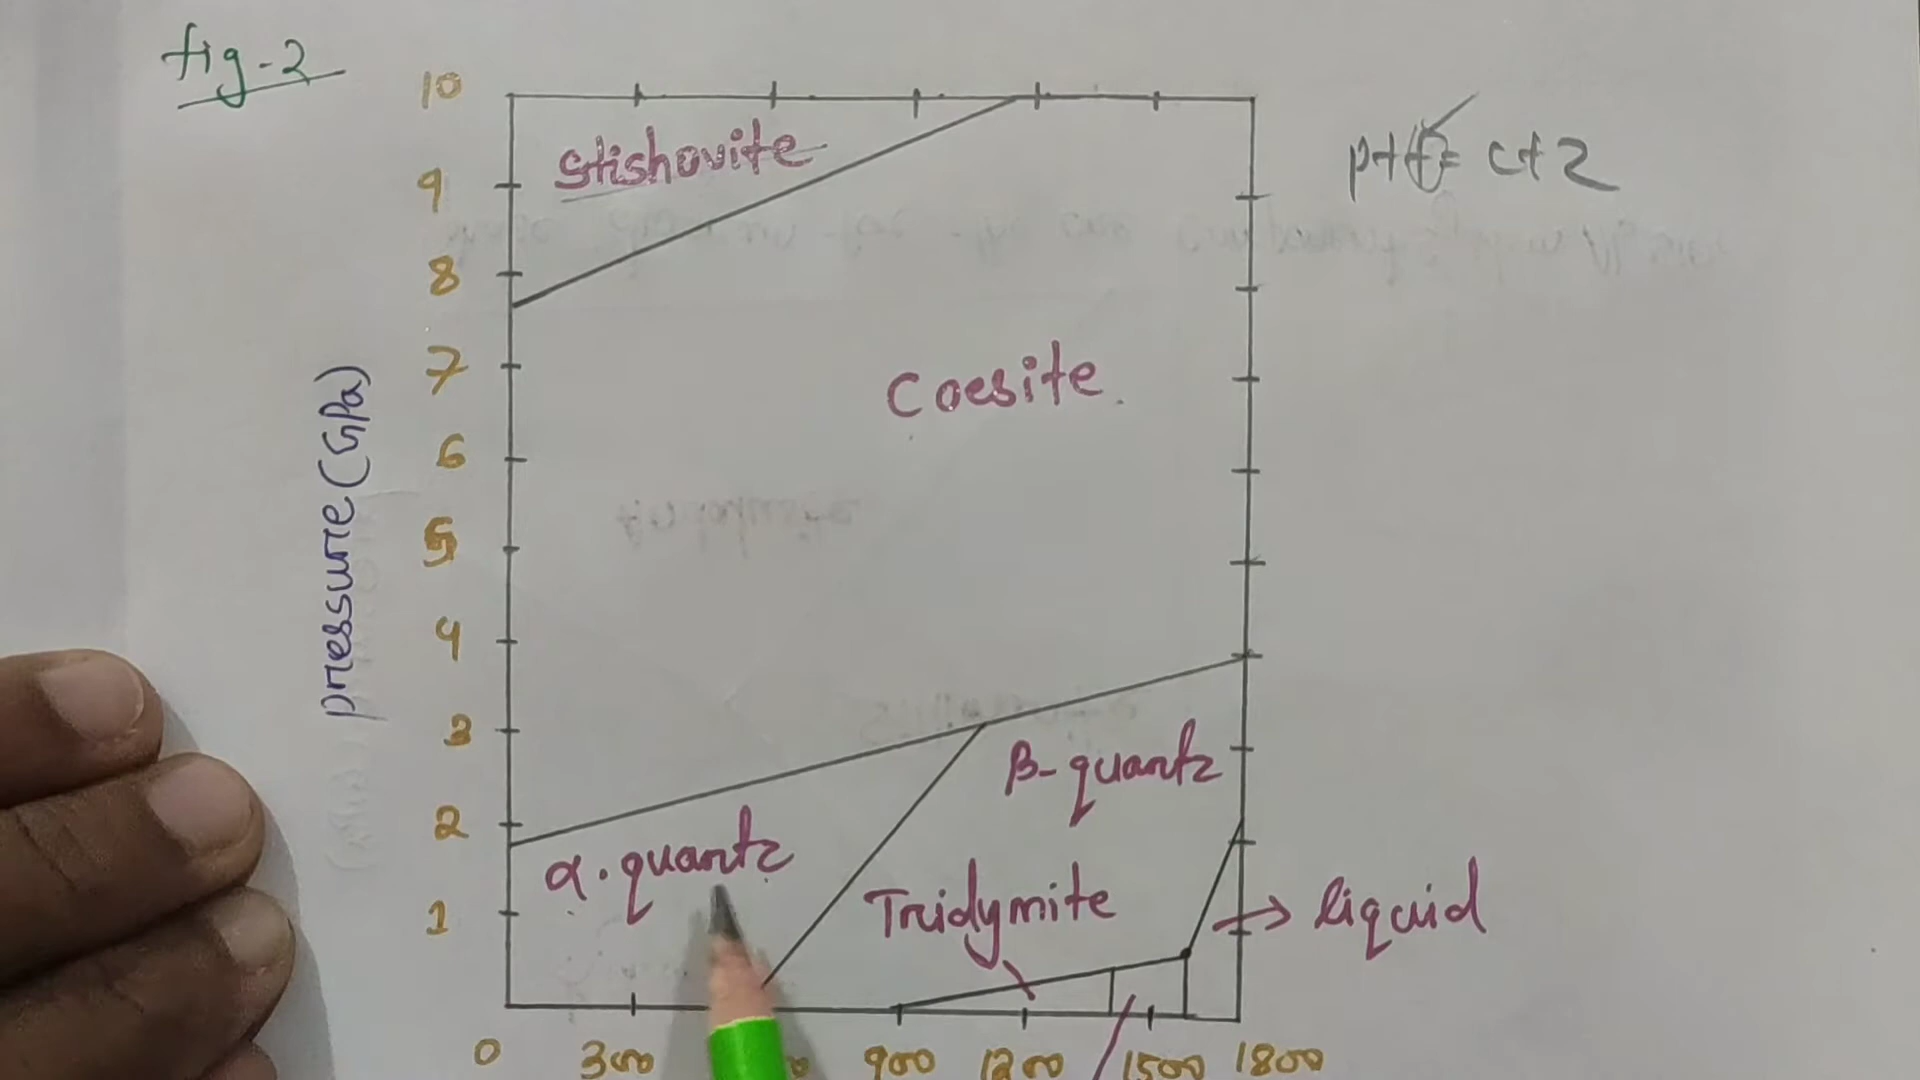 fig-2
10
Stishovite
p+f= c+2
9
8
7
Coesite
6
5
4
pressure(GPa)
3
β-quartz
2
α-quartz
Tridymite
liquid
1
0 300 900 1200 1500 1800